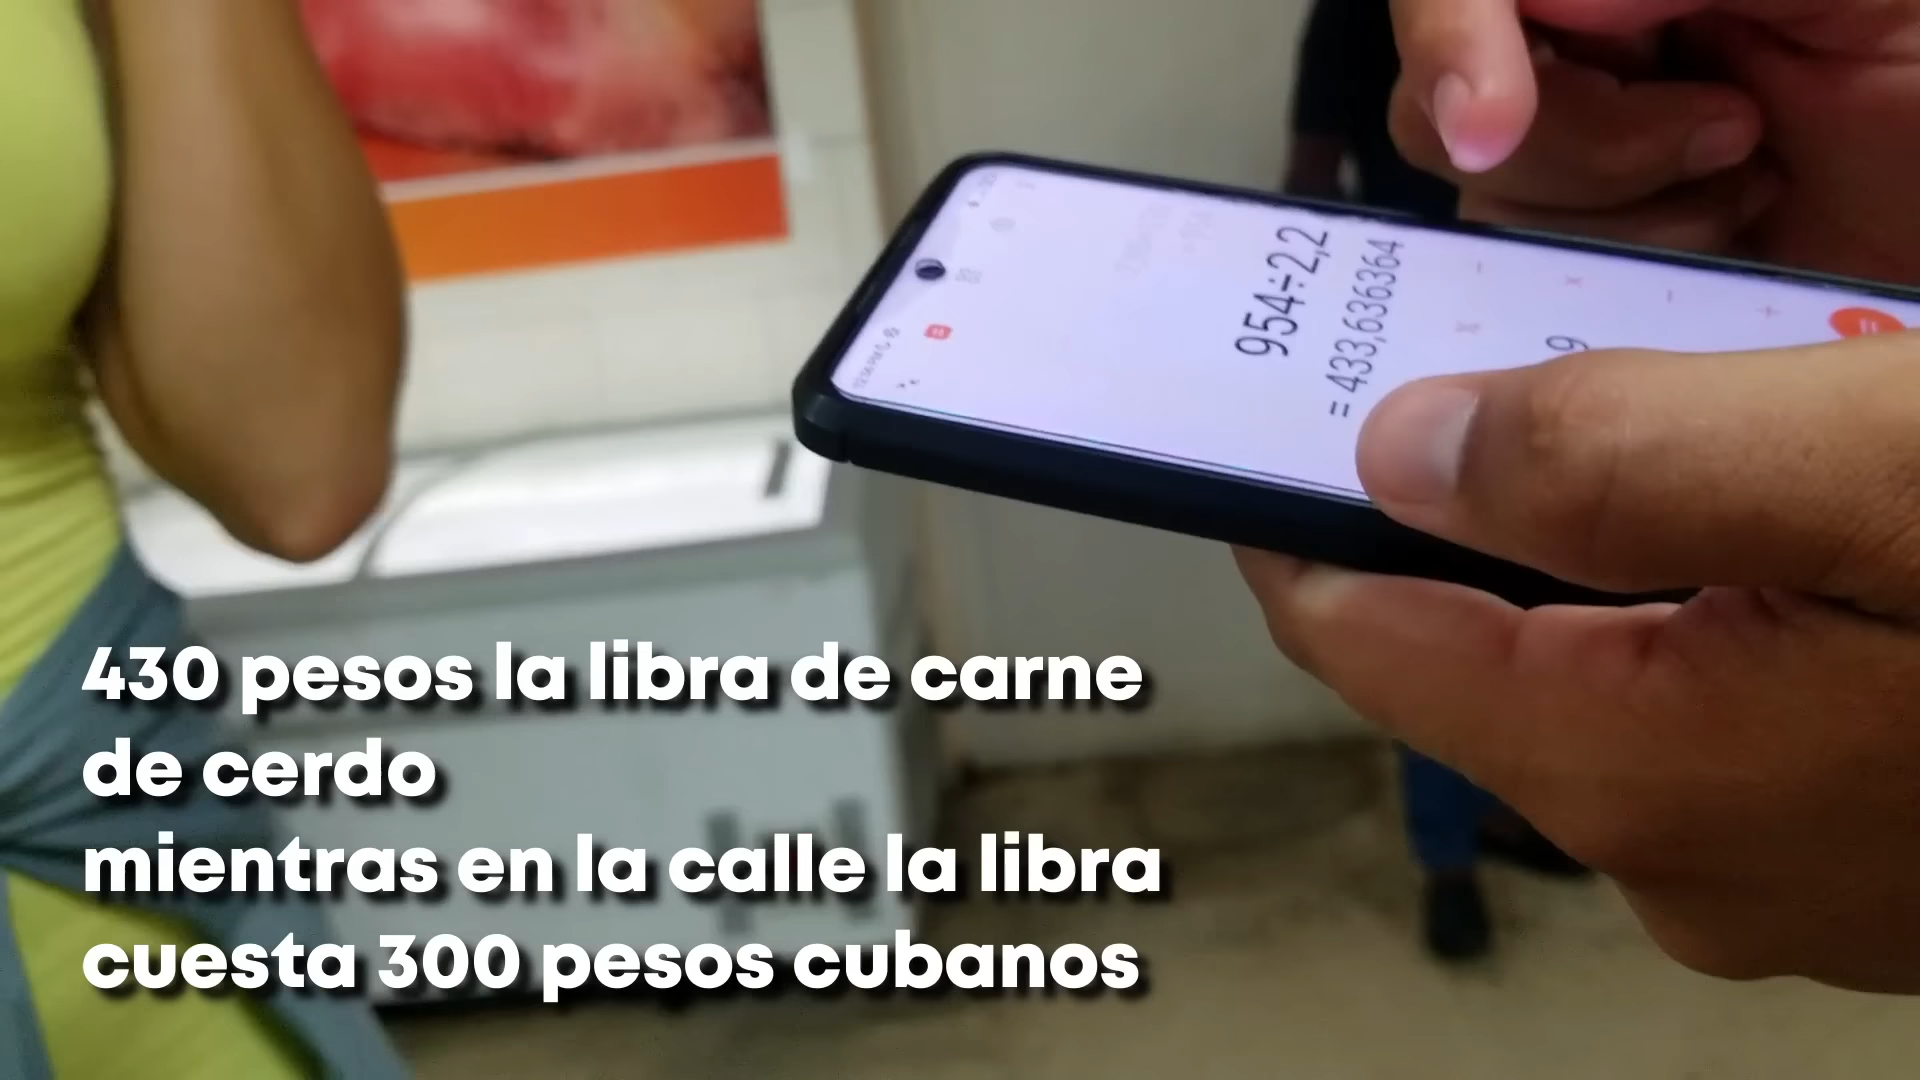 954÷2,2
= 433,636364
430 pesos la libra de carne
de cerdo
mientras en la calle la libra
cuesta 300 pesos cubanos